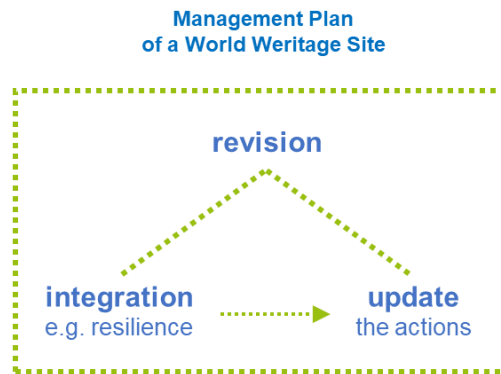 Management Plan
of a World Weritage Site
revision
integration
e.g. resilience
update
the actions